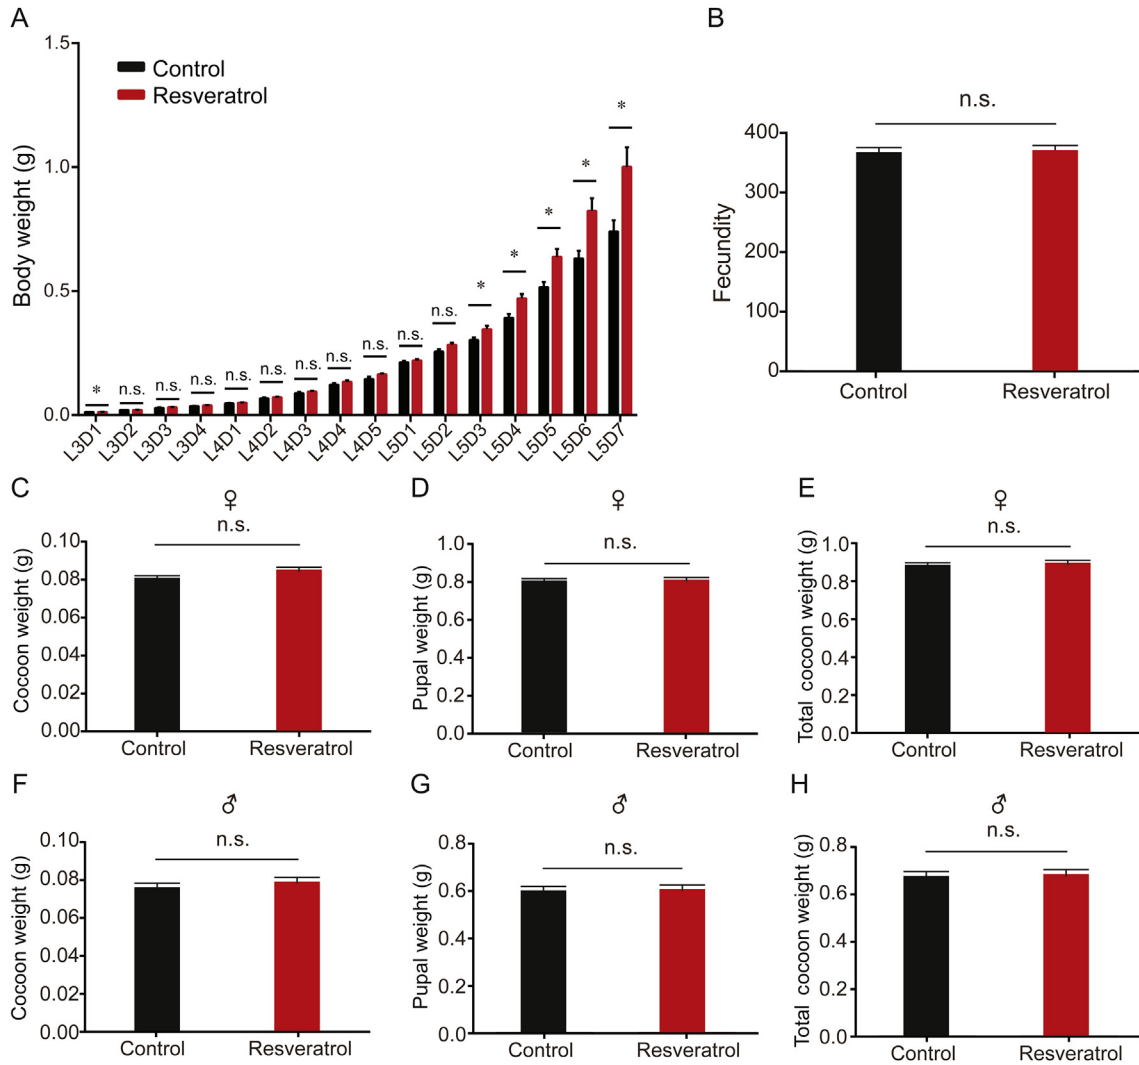 A
Body weight (g)
1.5
1.0
0.5
0.0
Control
Resveratrol
* n.s. n.s. n.s. n.s. n.s. n.s. n.s. n.s. n.s. n.s. * * * * *
L3D1 L3D2 L3D3 L3D4 L4D1 L4D2 L4D3 L4D4 L4D5 L5D1 L5D2 L5D3 L5D4 L5D5 L5D6 L5D7
B
n.s.
Fecundity
400
300
200
100
0
Control Resveratrol
C
♀
n.s.
Cocoon weight (g)
0.10
0.08
0.06
0.04
0.02
0.00
Control Resveratrol
D
♀
n.s.
Pupal weight (g)
1.0
0.8
0.6
0.4
0.2
0.0
Control Resveratrol
E
♀
n.s.
Total cocoon weight (g)
1.0
0.8
0.6
0.4
0.2
0.0
Control Resveratrol
F
♂
n.s.
Cocoon weight (g)
0.10
0.08
0.06
0.04
0.02
0.00
Control Resveratrol
G
♂
n.s.
Pupal weight (g)
0.8
0.6
0.4
0.2
0.0
Control Resveratrol
H
♂
n.s.
Total cocoon weight (g)
0.8
0.6
0.4
0.2
0.0
Control Resveratrol